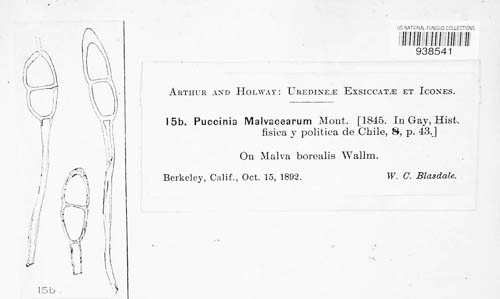 US NATIONAL FUNGUS COLLECTIONS
938541
ARTHUR AND HOLWAY: UREDINEÆ EXSICCATÆ ET ICONES.
15b. Puccinia Malvacearum Mont. [1845. In Gay, Hist.
fisica y politica de Chile, 8, p. 43.]
On Malva borealis Wallm.
Berkeley, Calif., Oct. 15, 1892. W. C. Blasdale.
15b.